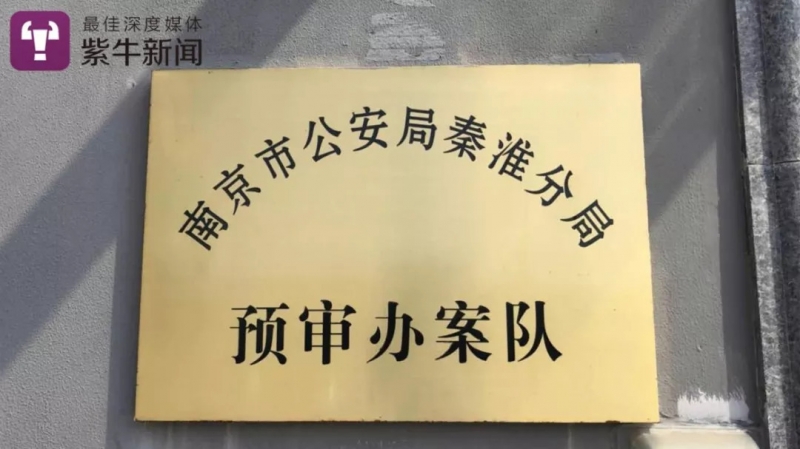 最佳深度媒体
紫牛新闻
南京市公安局秦淮分局
预审办案队